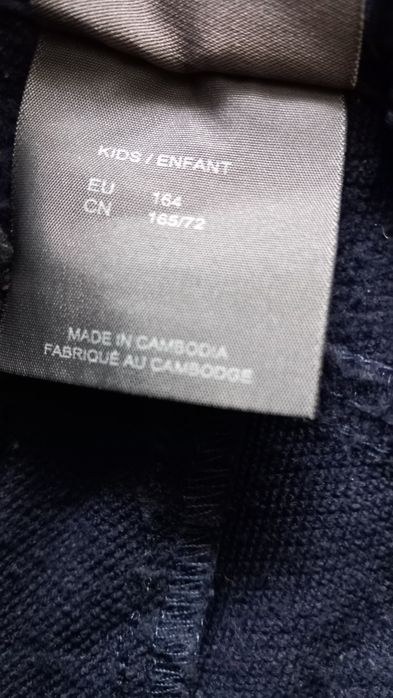 KIDS / ENFANT
EU 164
CN 165/72
MADE IN CAMBODIA
FABRIQUÉ AU CAMBODGE